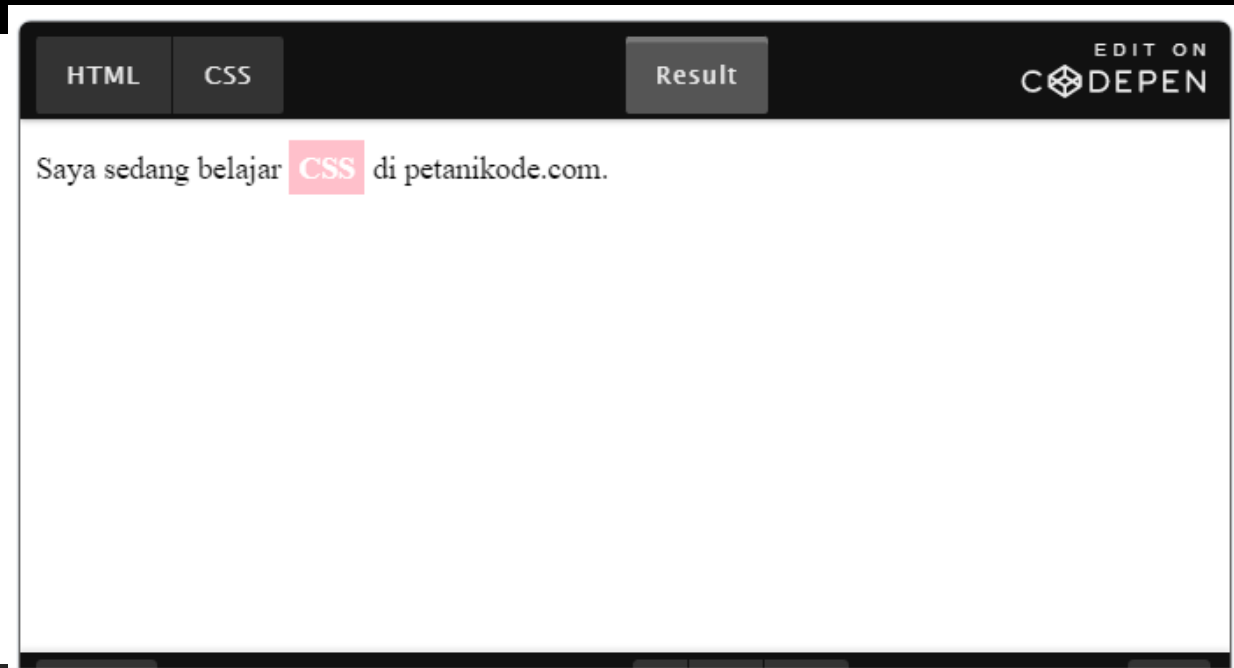 HTML CSS Result EDIT ON
CODEPEN
Saya sedang belajar CSS di petanikode.com.